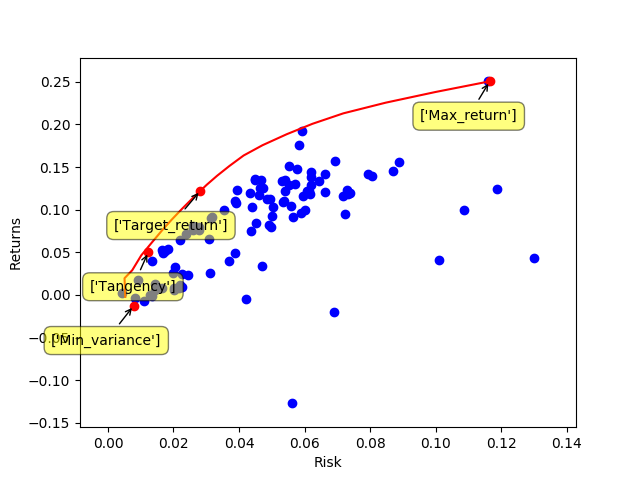 0.25
0.20
0.15
0.10
0.05
0.00
−0.05
−0.10
−0.15
Returns
['Max_return']
['Target_return']
['Tangency']
['Min_variance']
0.00 0.02 0.04 0.06 0.08 0.10 0.12 0.14
Risk